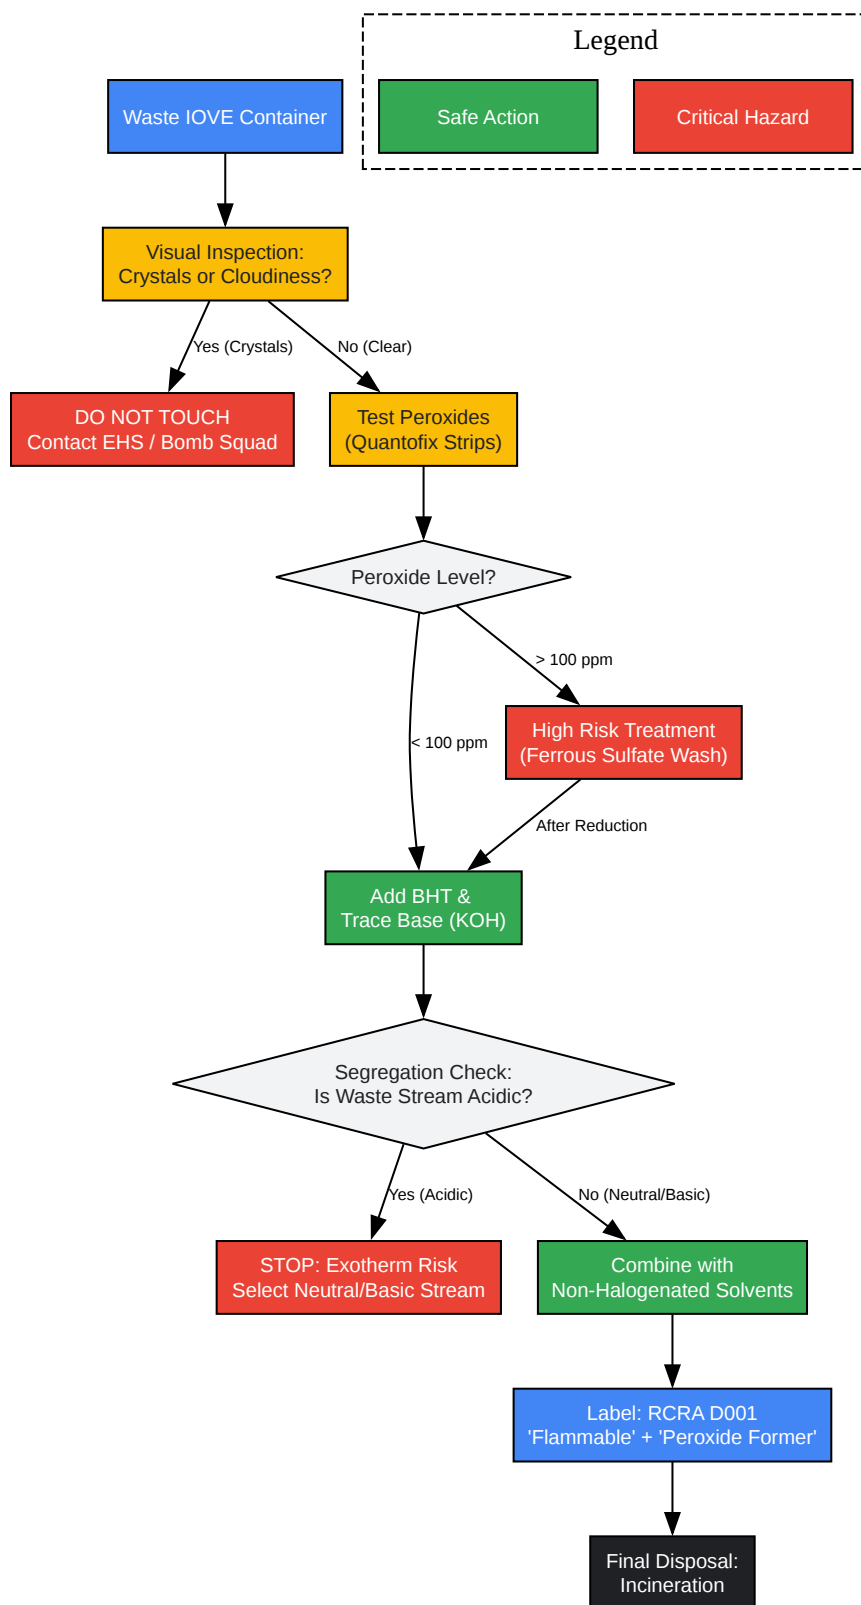 Legend
Waste IOVE Container
Safe Action
Critical Hazard
Visual Inspection:
Crystals or Cloudiness?
Yes (Crystals)
No (Clear)
DO NOT TOUCH
Contact EHS / Bomb Squad
Test Peroxides
(Quantofix Strips)
Peroxide Level?
> 100 ppm
High Risk Treatment
(Ferrous Sulfate Wash)
< 100 ppm
After Reduction
Add BHT &
Trace Base (KOH)
Segregation Check:
Is Waste Stream Acidic?
Yes (Acidic)
No (Neutral/Basic)
STOP: Exotherm Risk
Select Neutral/Basic Stream
Combine with
Non-Halogenated Solvents
Label: RCRA D001
'Flammable' + 'Peroxide Former'
Final Disposal:
Incineration